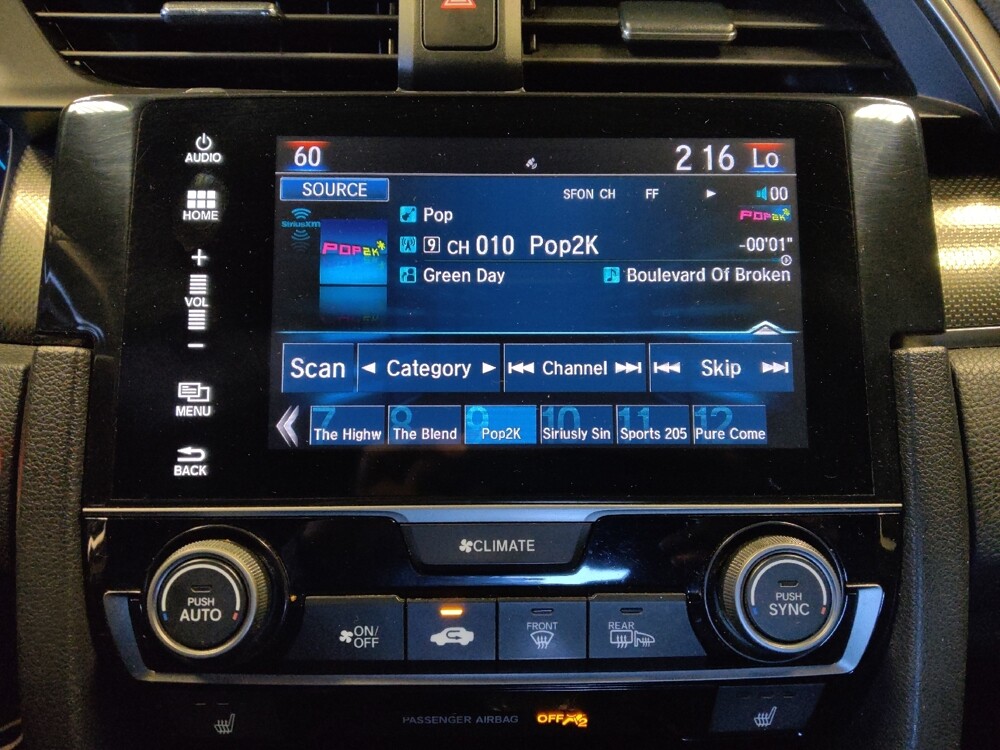 AUDIO
HOME
+
VOL
-
MENU
BACK
60
2 16 Lo
SOURCE
SFON CH FF 00
SiriusXM
POP2K
Pop
POP2K
9 CH 010 Pop2K
-00'01"
Green Day
Boulevard Of Broken
Scan
Category
Channel
Skip
7 8 9 10 11 12
The Highw
The Blend
Pop2K
Siriusly Sin
Sports 205
Pure Come
CLIMATE
PUSH
AUTO
ON/
OFF
FRONT
REAR
PUSH
SYNC
PASSENGER AIRBAG OFF 2